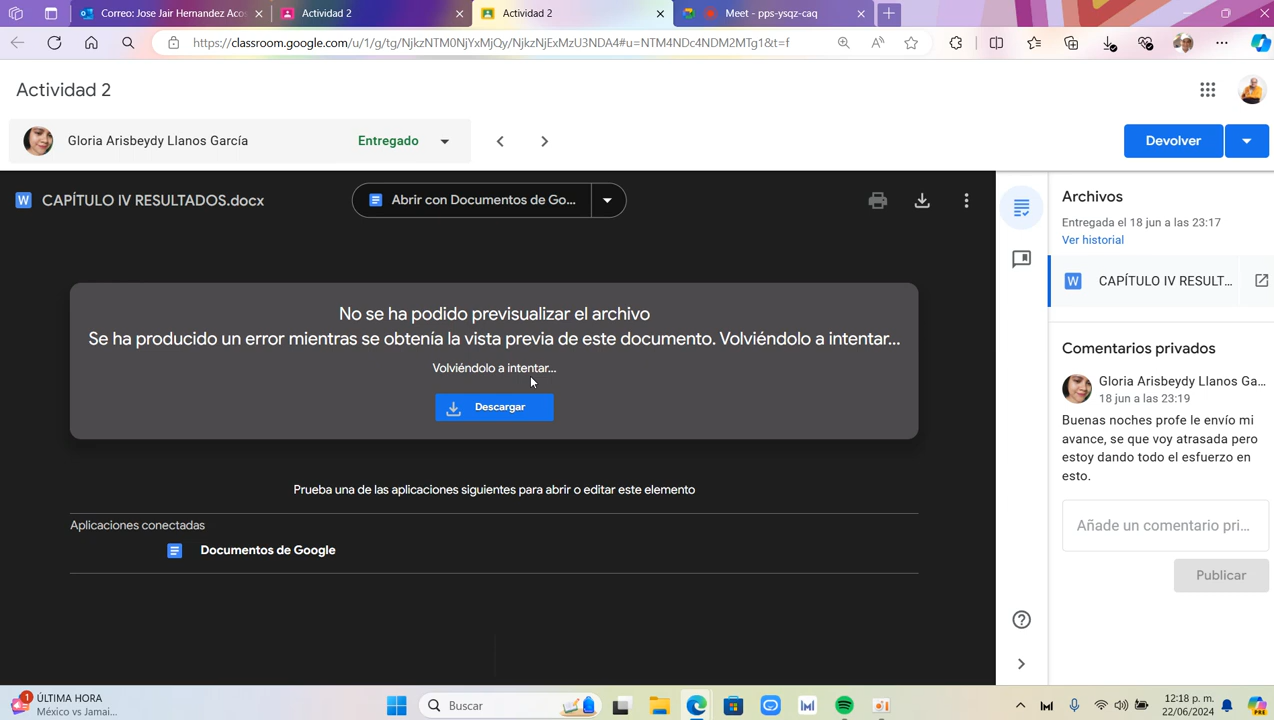 Correo: Jose Jair Hernandez Acos
Actividad 2
Actividad 2
Meet - pps-ysqz-caq
https://classroom.google.com/u/1/g/tg/NjkzNTM0NjYxMjQy/NjkzNjExMzU3NDA4#u=NTM4NDc4NDM2MTg1&t=f
Actividad 2
Gloria Arisbeydy Llanos García
Entregado
Devolver
W CAPÍTULO IV RESULTADOS.docx
Abrir con Documentos de Go...
Archivos
Entregada el 18 jun a las 23:17
Ver historial
W CAPÍTULO IV RESULT...
No se ha podido previsualizar el archivo
Se ha producido un error mientras se obtenía la vista previa de este documento. Volviéndolo a intentar...
Volviéndolo a intentar...
Descargar
Prueba una de las aplicaciones siguientes para abrir o editar este elemento
Aplicaciones conectadas
Documentos de Google
Comentarios privados
Gloria Arisbeydy Llanos Ga...
18 jun a las 23:19
Buenas noches profe le envío mi
avance, se que voy atrasada pero
estoy dando todo el esfuerzo en
esto.
Añade un comentario pri...
Publicar
1
ÚLTIMA HORA
México vs Jamai...
Buscar
12:18 p. m.
22/06/2024
PRE